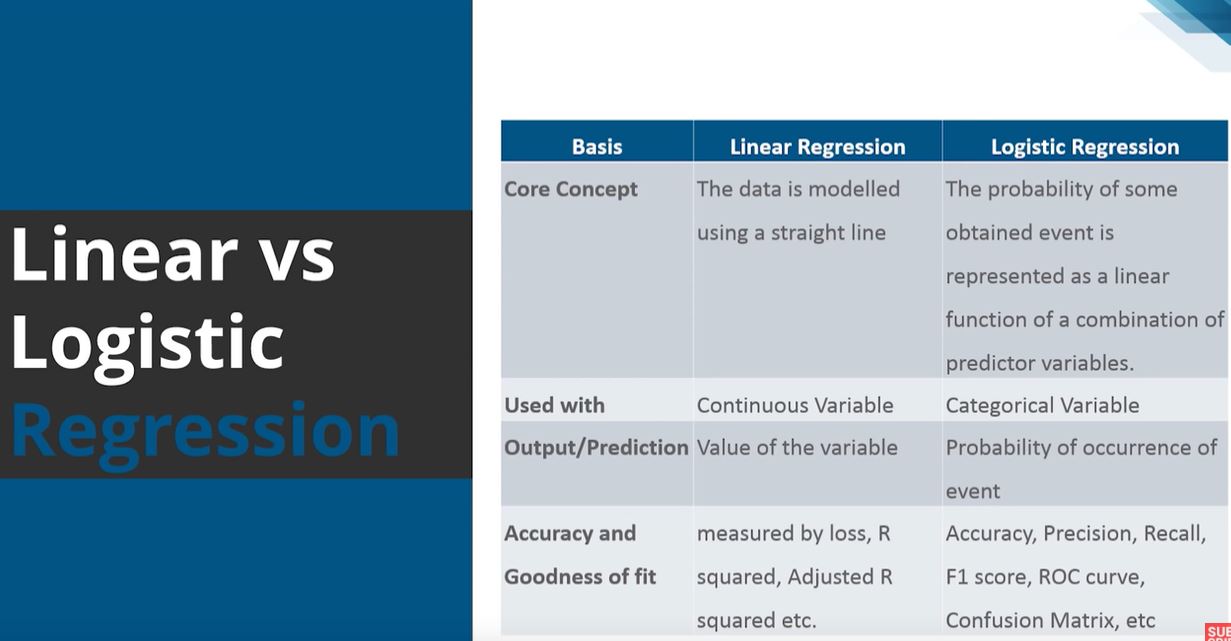 Linear vs
Logistic
Regression
Basis Linear Regression Logistic Regression
Core Concept
The data is modelled
using a straight line
The probability of some
obtained event is
represented as a linear
function of a combination of
predictor variables.
Used with Continuous Variable Categorical Variable
Output/Prediction Value of the variable
Probability of occurrence of
event
Accuracy and
Goodness of fit
measured by loss, R
squared, Adjusted R
squared etc.
Accuracy, Precision, Recall,
F1 score, ROC curve,
Confusion Matrix, etc